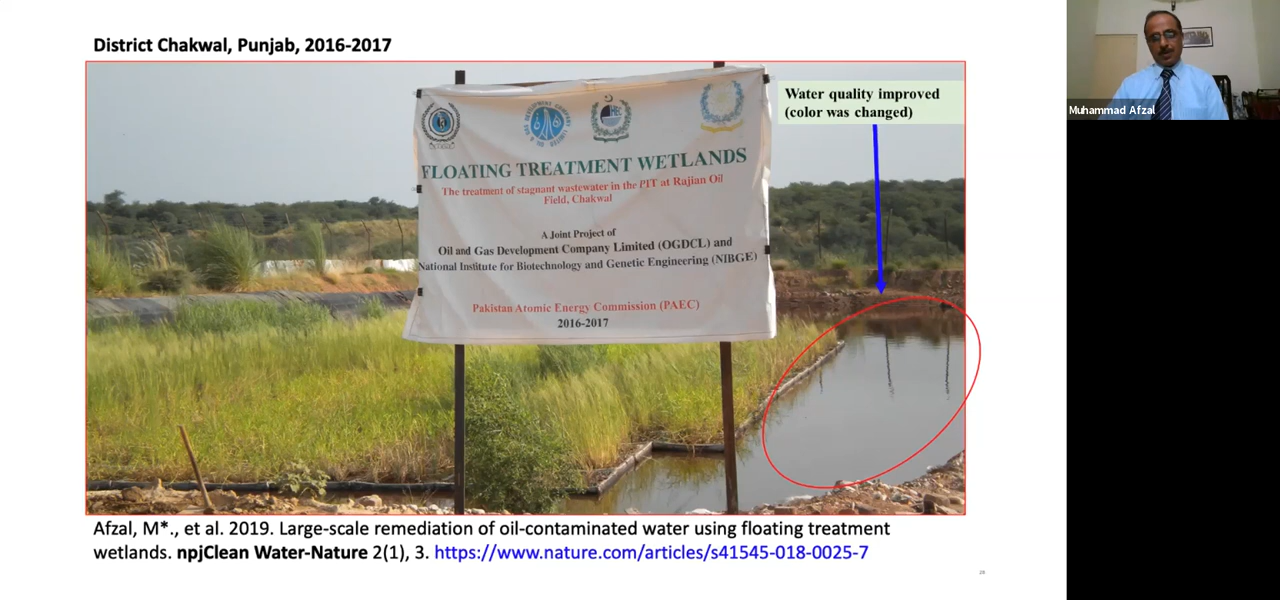 District Chakwal, Punjab, 2016-2017
Water quality improved
(color was changed)
Muhammad Afzal
FLOATING TREATMENT WETLANDS
The treatment of stagnant wastewater in the PIT at Rajian Oil
Field, Chakwal
A Joint Project of
Oil and Gas Development Company Limited (OGDCL) and
National Institute for Biotechnology and Genetic Engineering (NIBGE)
Pakistan Atomic Energy Commission (PAEC)
2016-2017
Afzal, M*., et al. 2019. Large-scale remediation of oil-contaminated water using floating treatment
wetlands. npjClean Water-Nature 2(1), 3. https://www.nature.com/articles/s41545-018-0025-7